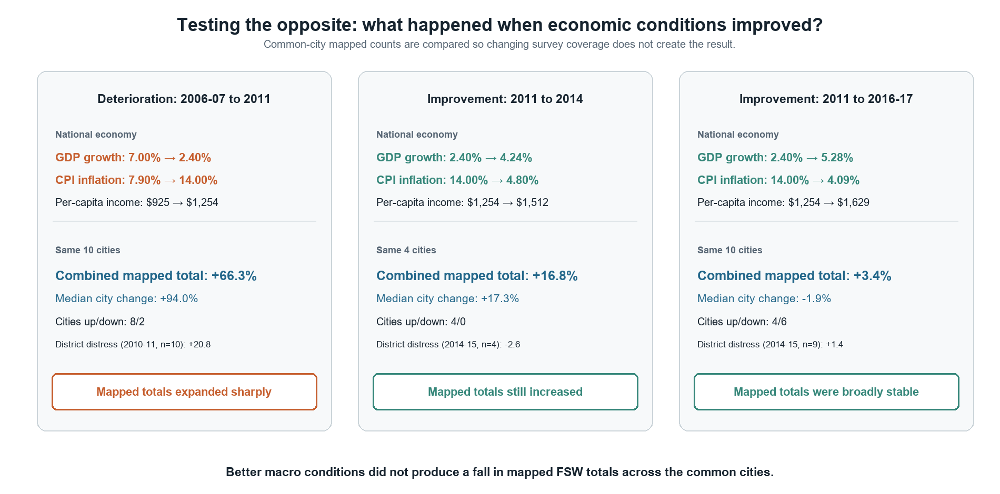 Testing the opposite: what happened when economic conditions improved?
Common-city mapped counts are compared so changing survey coverage does not create the result.
Deterioration: 2006-07 to 2011
National economy
GDP growth: 7.00% → 2.40%
CPI inflation: 7.90% → 14.00%
Per-capita income: $925 → $1,254
Same 10 cities
Combined mapped total: +66.3%
Median city change: +94.0%
Cities up/down: 8/2
District distress (2010-11, n=10): +20.8
Mapped totals expanded sharply
Improvement: 2011 to 2014
National economy
GDP growth: 2.40% → 4.24%
CPI inflation: 14.00% → 4.80%
Per-capita income: $1,254 → $1,512
Same 4 cities
Combined mapped total: +16.8%
Median city change: +17.3%
Cities up/down: 4/0
District distress (2014-15, n=4): -2.6
Mapped totals still increased
Improvement: 2011 to 2016-17
National economy
GDP growth: 2.40% → 5.28%
CPI inflation: 14.00% → 4.09%
Per-capita income: $1,254 → $1,629
Same 10 cities
Combined mapped total: +3.4%
Median city change: -1.9%
Cities up/down: 4/6
District distress (2014-15, n=9): +1.4
Mapped totals were broadly stable
Better macro conditions did not produce a fall in mapped FSW totals across the common cities.